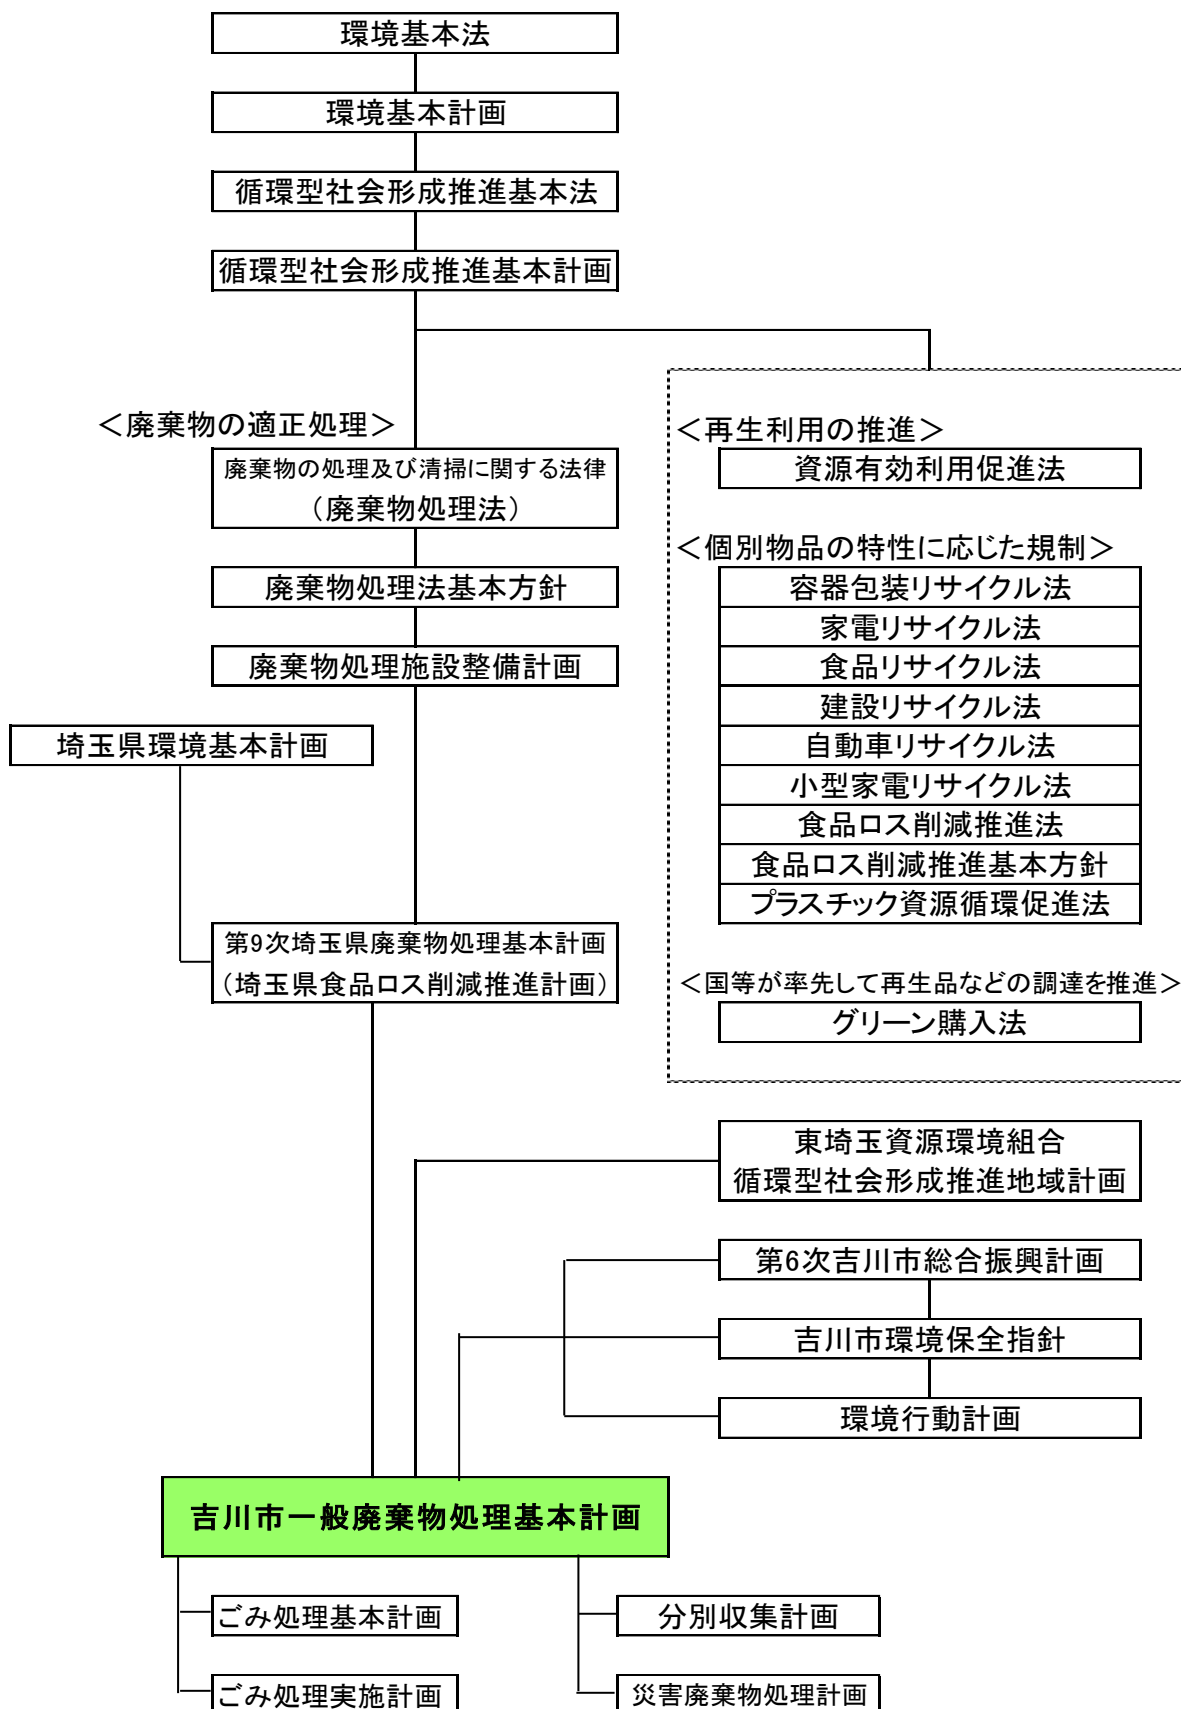 環境基本法
環境基本計画
循環型社会形成推進基本法
循環型社会形成推進基本計画
＜廃棄物の適正処理＞
廃棄物の処理及び清掃に関する法律
（廃棄物処理法）
廃棄物処理法基本方針
廃棄物処理施設整備計画
埼玉県環境基本計画
第9次埼玉県廃棄物処理基本計画
（埼玉県食品ロス削減推進計画）
＜再生利用の推進＞
資源有効利用促進法
＜個別物品の特性に応じた規制＞
容器包装リサイクル法
家電リサイクル法
食品リサイクル法
建設リサイクル法
自動車リサイクル法
小型家電リサイクル法
食品ロス削減推進法
食品ロス削減推進基本方針
プラスチック資源循環促進法
＜国等が率先して再生品などの調達を推進＞
グリーン購入法
東埼玉資源環境組合
循環型社会形成推進地域計画
第6次吉川市総合振興計画
吉川市環境保全指針
環境行動計画
吉川市一般廃棄物処理基本計画
ごみ処理基本計画
分別収集計画
ごみ処理実施計画
災害廃棄物処理計画